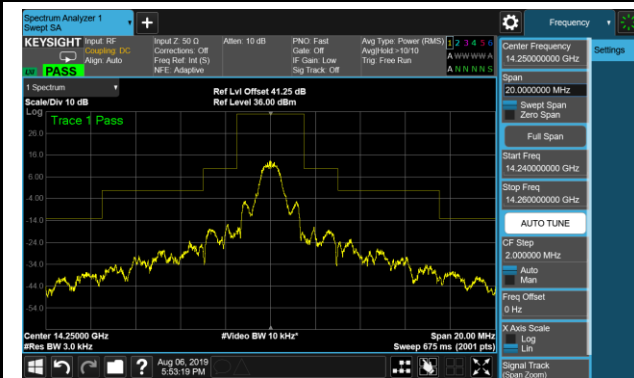 Spectrum Analyzer 1
Swept SA
Frequency
KEYSIGHT
Input: RF
Coupling: DC
Align: Auto
Input Z: 50 Ω
Corrections: Off
Freq Ref: Int (S)
NFE: Adaptive
Atten: 10 dB
PNO: Fast
Gate: Off
IF Gain: Low
Sig Track: Off
Avg Type: Power (RMS)
Avg|Hold:>10/10
Trig: Free Run
1 2 3 4 5 6
A W W W W A
A N N N N S
PASS
1 Spectrum
Scale/Div 10 dB
Log
Ref Lvl Offset 41.25 dB
Ref Level 36.00 dBm
Trace 1 Pass
26.0
16.0
6.00
-4.00
-14.0
-24.0
-34.0
-44.0
-54.0
Center 14.25000 GHz
#Res BW 3.0 kHz
#Video BW 10 kHz*
Span 20.00 MHz
Sweep 675 ms (2001 pts)
Aug 06, 2019
5:53:19 PM
Center Frequency
14.250000000 GHz
Settings
Span
20.0000000 MHz
Swept Span
Zero Span
Full Span
Start Freq
14.240000000 GHz
Stop Freq
14.260000000 GHz
AUTO TUNE
CF Step
2.000000 MHz
Auto
Man
Freq Offset
0 Hz
X Axis Scale
Log
Lin
Signal Track
(Span Zoom)